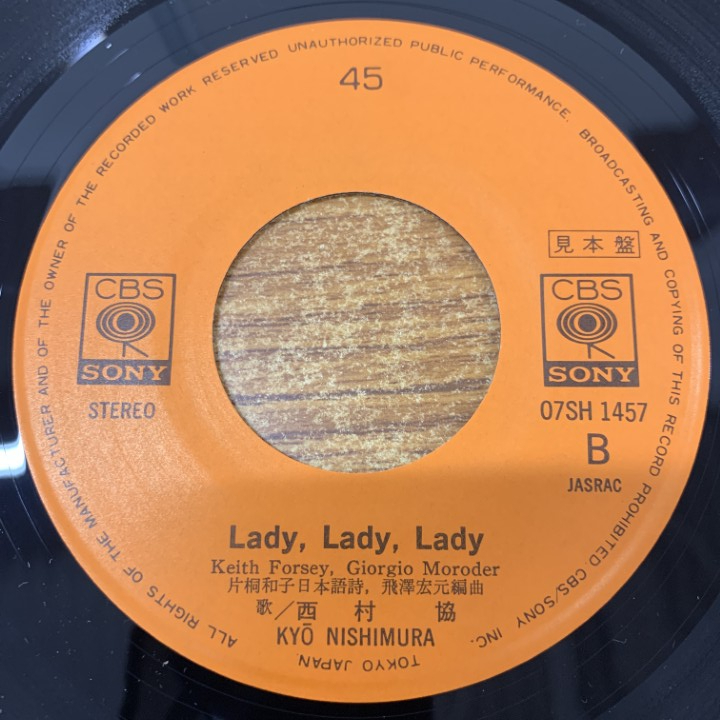 45
見本盤
CBS
SONY
CBS
SONY
STEREO
07SH 1457
B
JASRAC
Lady, Lady, Lady
Keith Forsey, Giorgio Moroder
片桐和子日本語詩, 飛澤宏元編曲
歌／西村 協
KYŌ NISHIMURA
ALL RIGHTS OF THE MANUFACTURER AND OF THE OWNER OF THE RECORDED WORK RESERVED UNAUTHORIZED PUBLIC PERFORMANCE. BROADCASTING AND COPYING OF THIS RECORD PROHIBITED CBS/SONY INC.
TOKYO JAPAN.